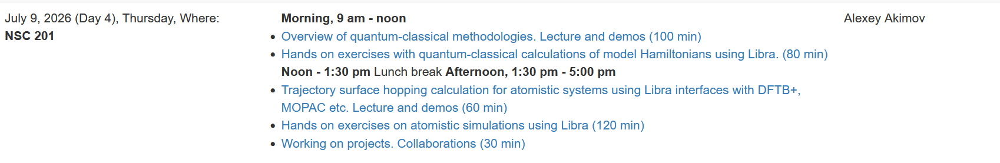 July 9, 2026 (Day 4), Thursday, Where:
NSC 201
Morning, 9 am - noon
Overview of quantum-classical methodologies. Lecture and demos (100 min)
Hands on exercises with quantum-classical calculations of model Hamiltonians using Libra. (80 min)
Noon - 1:30 pm Lunch break Afternoon, 1:30 pm - 5:00 pm
Trajectory surface hopping calculation for atomistic systems using Libra interfaces with DFTB+,
MOPAC etc. Lecture and demos (60 min)
Hands on exercises on atomistic simulations using Libra (120 min)
Working on projects. Collaborations (30 min)
Alexey Akimov